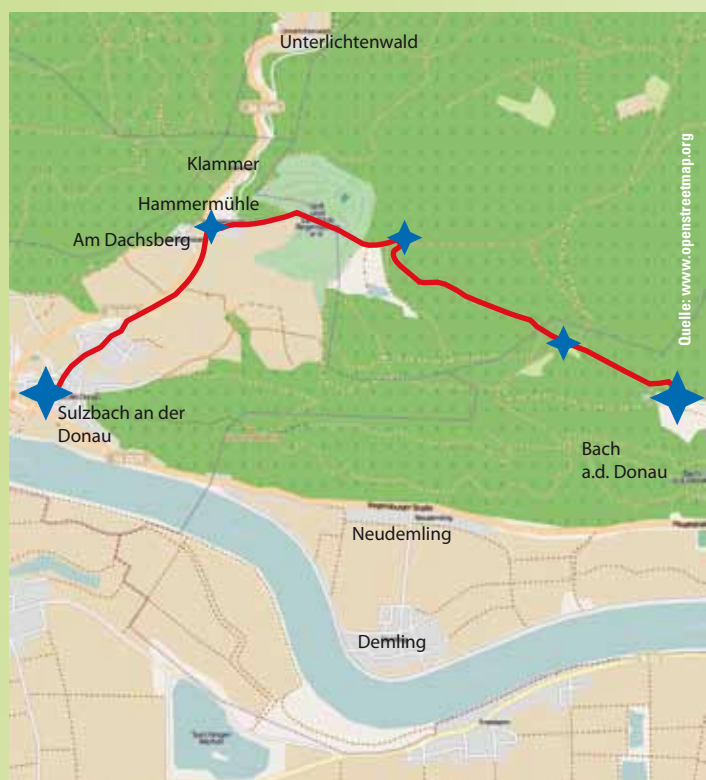 Unterlichtenwald
Klammer
Hammermühle
Am Dachsberg
Quelle: www.openstreetmap.org
Sulzbach an der
Donau
Bach
a.d. Donau
Neudemling
Demling